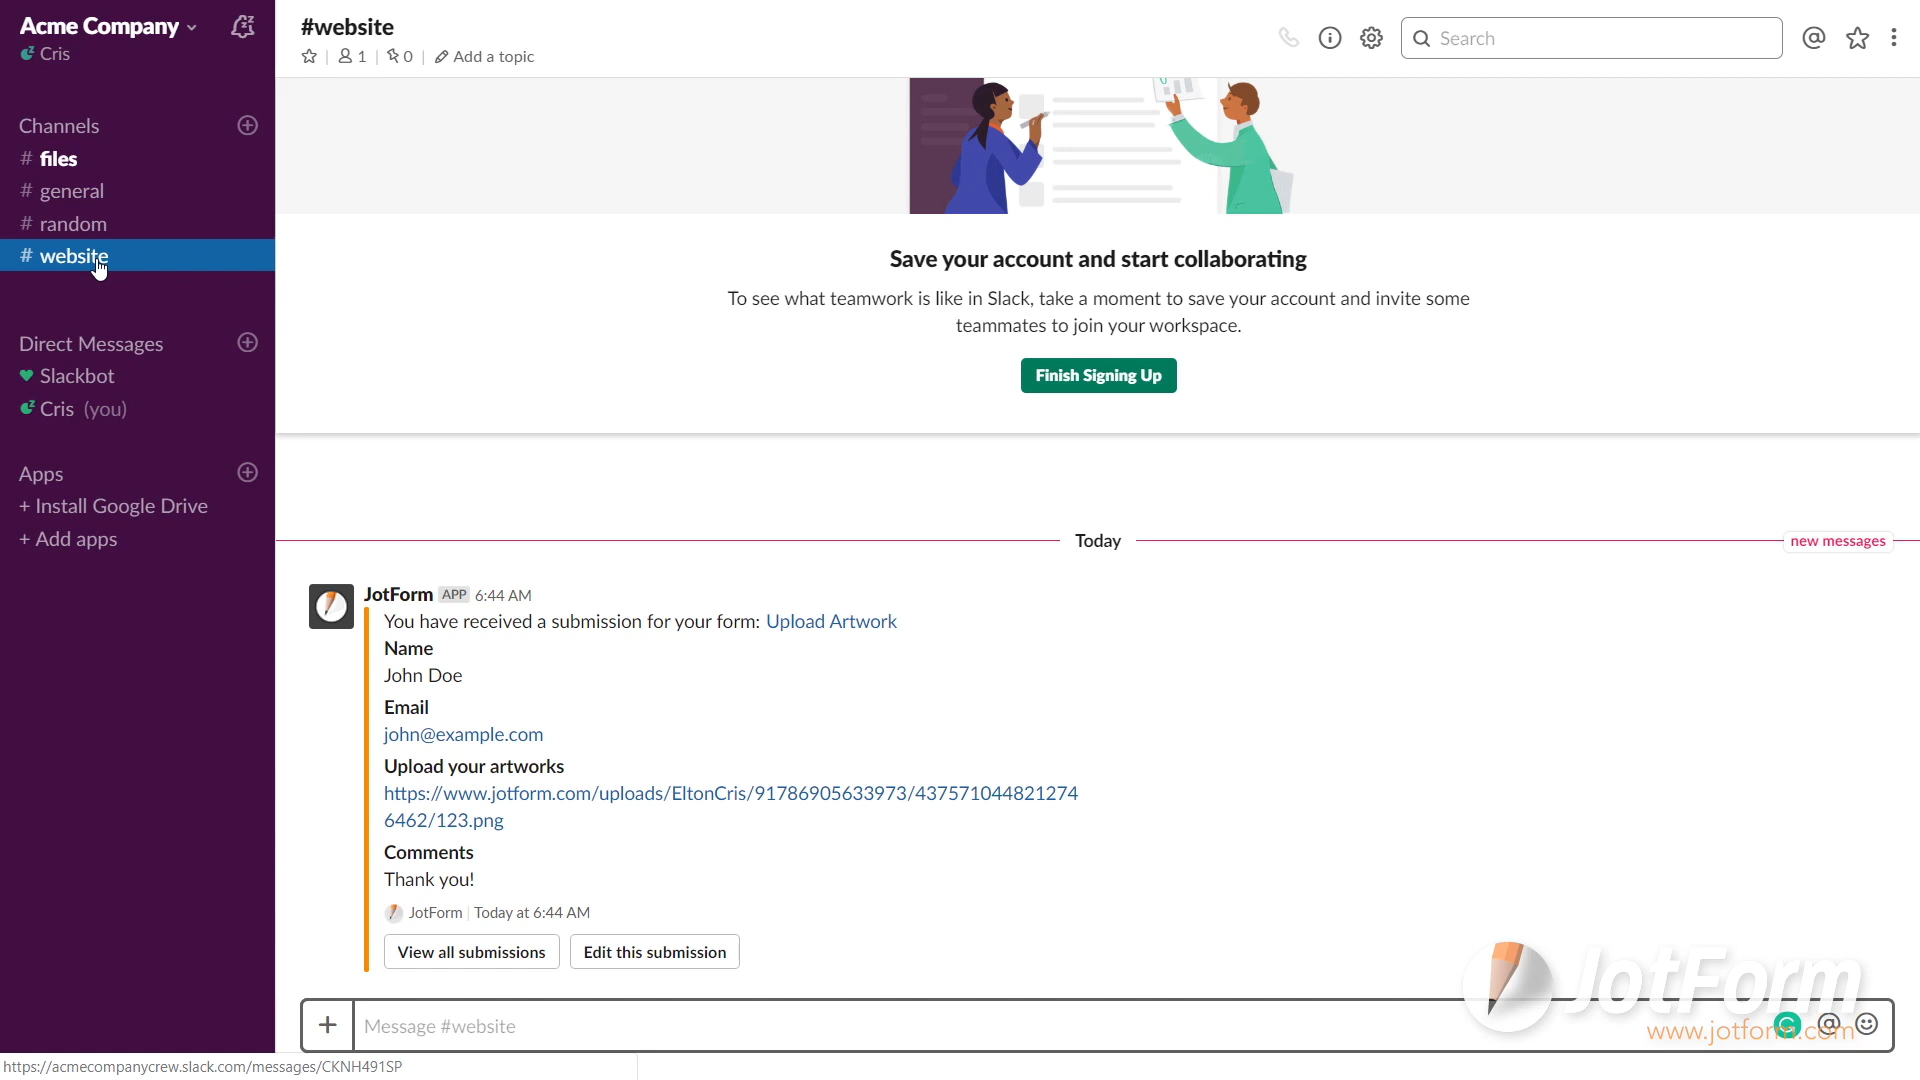 Acme Company
Cris
Channels
# files
# general
# random
# website
Direct Messages
Slackbot
Cris (you)
Apps
+ Install Google Drive
+ Add apps
#website
1
0
Add a topic
Search
Save your account and start collaborating
To see what teamwork is like in Slack, take a moment to save your account and invite some
teammates to join your workspace.
Finish Signing Up
Today
new messages
JotForm APP 6:44 AM
You have received a submission for your form: Upload Artwork
Name
John Doe
Email
john@example.com
Upload your artworks
https://www.jotform.com/uploads/EltonCris/91786905633973/437571044821274
6462/123.png
Comments
Thank you!
JotForm | Today at 6:44 AM
View all submissions
Edit this submission
Message #website
JotForm
www.jotform.com
https://acmecompanycrew.slack.com/messages/CKNH491SP